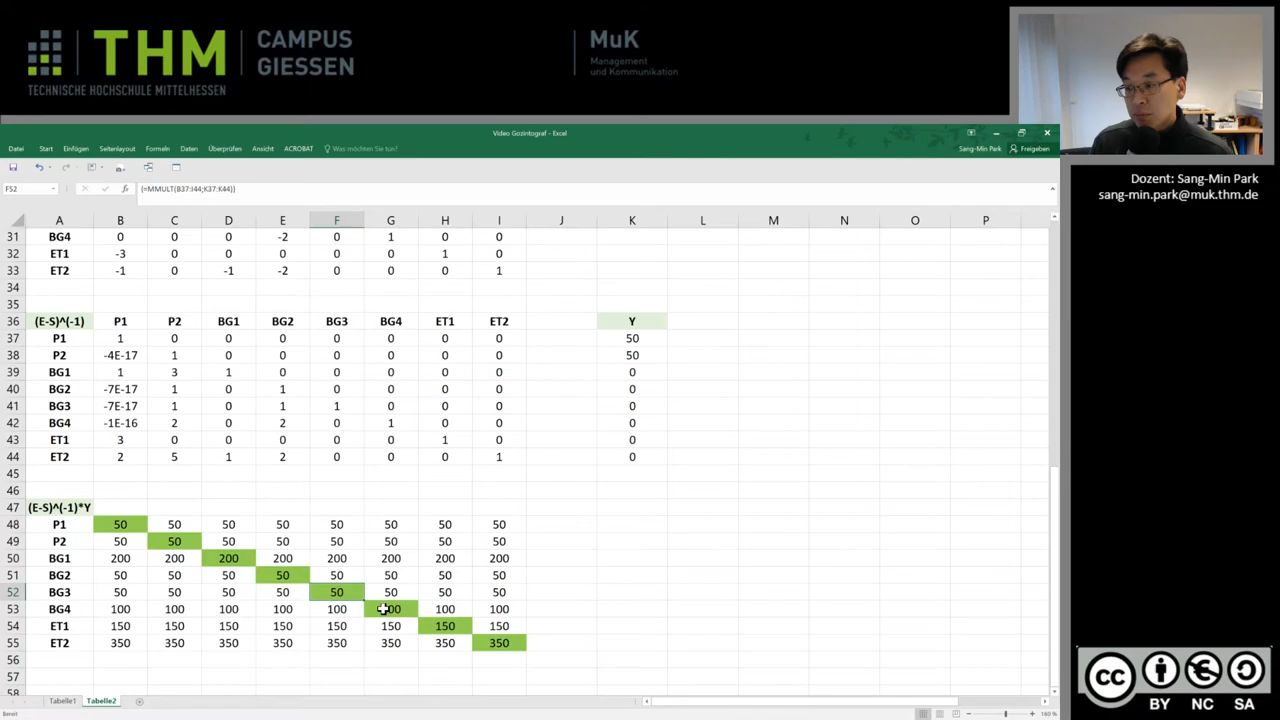 THM
CAMPUS
GIESSEN
TECHNISCHE HOCHSCHULE MITTELHESSEN
MuK
Management
und Kommunikation
Video Gozintograf - Excel
Datei Start Einfügen Seitenlayout Formeln Daten Überprüfen Ansicht ACROBAT Was möchten Sie tun? Sang-Min Park Freigeben
F52 fx {=MMULT(B37:I44;K37:K44)}
A B C D E F G H I J K L M N O P
31 BG4 0 0 0 -2 0 1 0 0
32 ET1 -3 0 0 0 0 0 1 0
33 ET2 -1 0 -1 -2 0 0 0 1
34
35
36 (E-S)^(-1) P1 P2 BG1 BG2 BG3 BG4 ET1 ET2 Y
37 P1 1 0 0 0 0 0 0 0 50
38 P2 -4E-17 1 0 0 0 0 0 0 50
39 BG1 1 3 1 0 0 0 0 0 0
40 BG2 -7E-17 1 0 1 0 0 0 0 0
41 BG3 -7E-17 1 0 1 1 0 0 0 0
42 BG4 -1E-16 2 0 2 0 1 0 0 0
43 ET1 3 0 0 0 0 0 1 0 0
44 ET2 2 5 1 2 0 0 0 1 0
45
46
47 (E-S)^(-1)*Y
48 P1 50 50 50 50 50 50 50 50
49 P2 50 50 50 50 50 50 50 50
50 BG1 200 200 200 200 200 200 200 200
51 BG2 50 50 50 50 50 50 50 50
52 BG3 50 50 50 50 50 50 50 50
53 BG4 100 100 100 100 100 100 100
54 ET1 150 150 150 150 150 150 150 150
55 ET2 350 350 350 350 350 350 350 350
56
57
58
Tabelle1 Tabelle2
Bereit 160 %
Dozent: Sang-Min Park
sang-min.park@muk.thm.de
CC BY NC SA